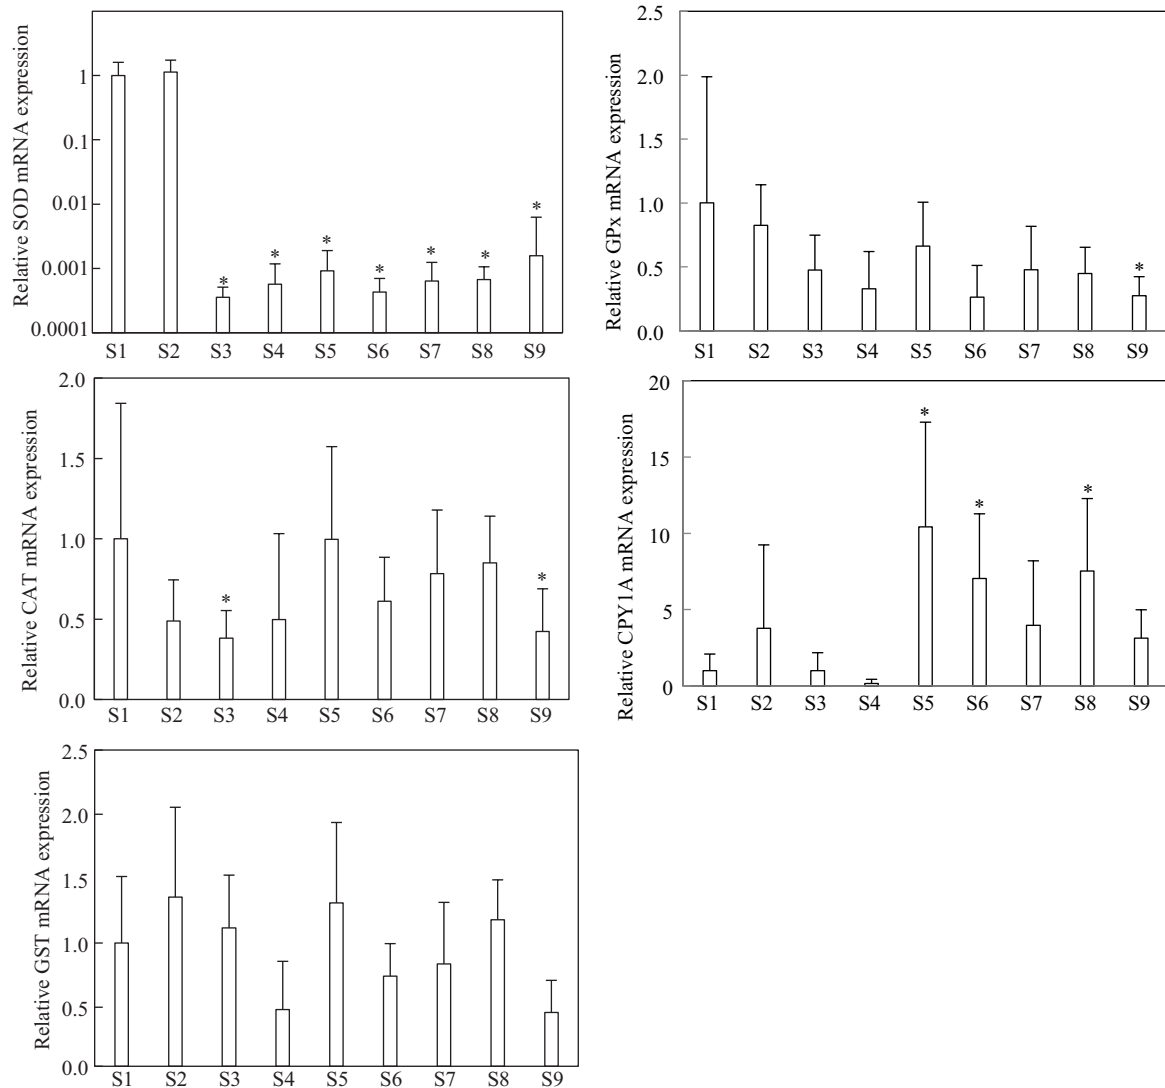 Relative SOD mRNA expression
1
0.1
0.01
0.001
0.0001
* * * * * * *
S1 S2 S3 S4 S5 S6 S7 S8 S9
Relative GPx mRNA expression
2.5
2.0
1.5
1.0
0.5
0.0
*
S1 S2 S3 S4 S5 S6 S7 S8 S9
Relative CAT mRNA expression
2.0
1.5
1.0
0.5
0.0
* *
S1 S2 S3 S4 S5 S6 S7 S8 S9
Relative CPY1A mRNA expression
20
15
10
5
0
* * *
S1 S2 S3 S4 S5 S6 S7 S8 S9
Relative GST mRNA expression
2.5
2.0
1.5
1.0
0.5
0.0
S1 S2 S3 S4 S5 S6 S7 S8 S9